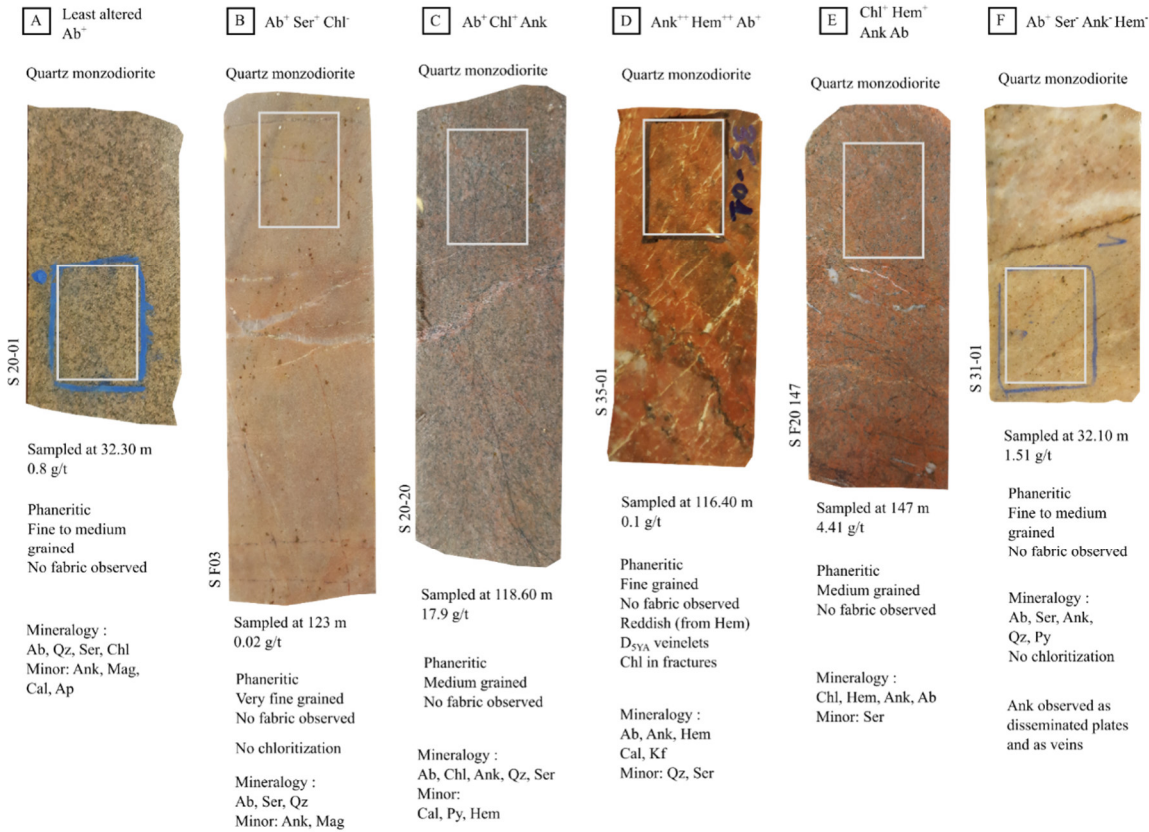 A
Least altered
Ab+
Quartz monzodiorite
S 20-01
Sampled at 32.30 m
0.8 g/t
Phaneritic
Fine to medium
grained
No fabric observed
Mineralogy :
Ab, Qz, Ser, Chl
Minor: Ank, Mag,
Cal, Ap
B
Ab+ Ser+ Chl-
Quartz monzodiorite
S F03
Sampled at 123 m
0.02 g/t
Phaneritic
Very fine grained
No fabric observed
No chloritization
Mineralogy :
Ab, Ser, Qz
Minor: Ank, Mag
C
Ab+ Chl+ Ank
Quartz monzodiorite
S 20-20
Sampled at 118.60 m
17.9 g/t
Phaneritic
Medium grained
No fabric observed
Mineralogy :
Ab, Chl, Ank, Qz, Ser
Minor:
Cal, Py, Hem
D
Ank++ Hem++ Ab+
Quartz monzodiorite
S 35-01
Sampled at 116.40 m
0.1 g/t
Phaneritic
Fine grained
No fabric observed
Reddish (from Hem)
D5YA veinelets
Chl in fractures
Mineralogy :
Ab, Ank, Hem
Cal, Kf
Minor: Qz, Ser
E
Chl+ Hem+
Ank Ab
Quartz monzodiorite
S F20 147
Sampled at 147 m
4.41 g/t
Phaneritic
Medium grained
No fabric observed
Mineralogy :
Chl, Hem, Ank, Ab
Minor: Ser
F
Ab+ Ser- Ank- Hem-
Quartz monzodiorite
S 31-01
Sampled at 32.10 m
1.51 g/t
Phaneritic
Fine to medium
grained
No fabric observed
Mineralogy :
Ab, Ser, Ank,
Qz, Py
No chloritization
Ank observed as
disseminated plates
and as veins